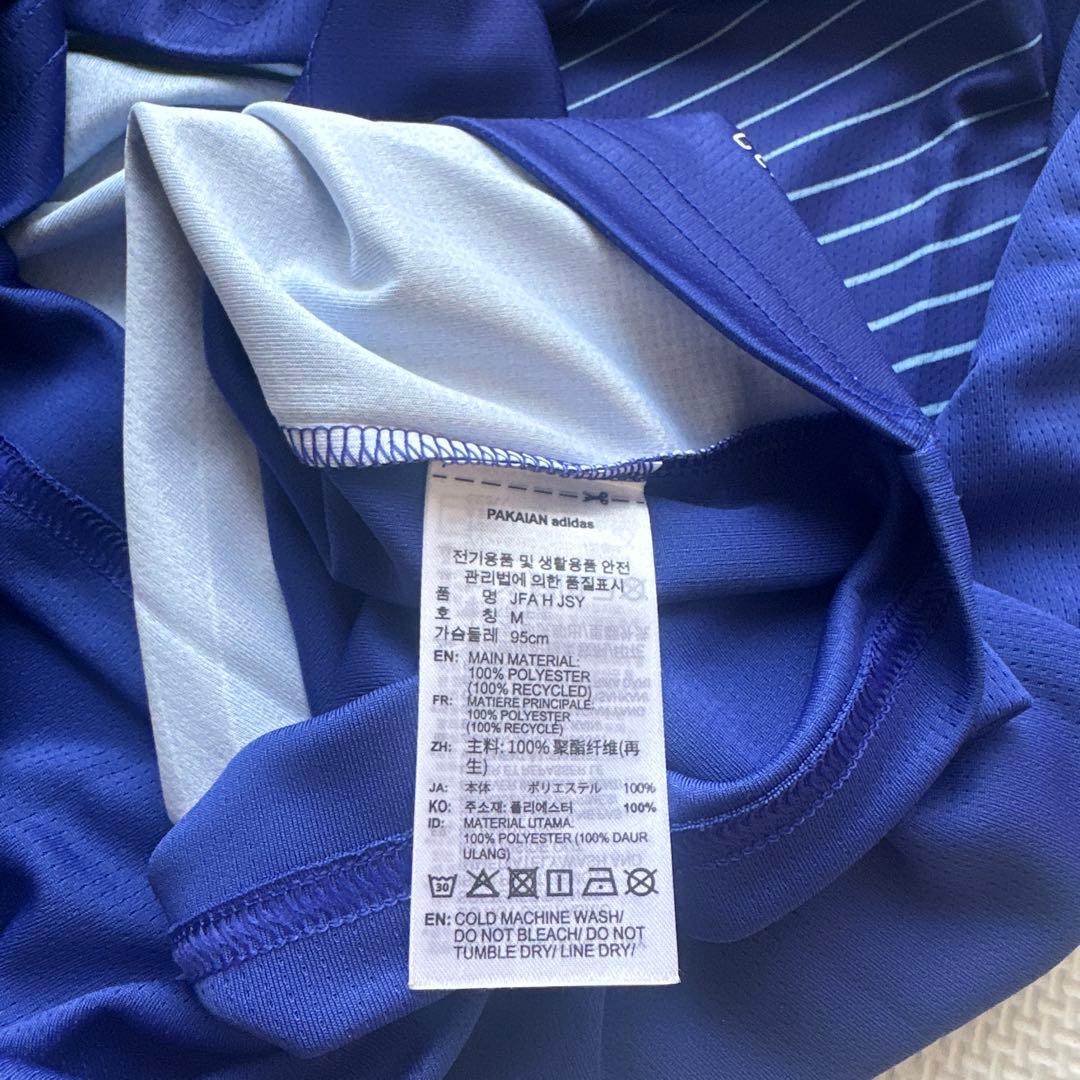 PAKAIAN adidas
전기용품 및 생활용품 안전
관리법에 의한 품질표시
품 명 JFA H JSY
호 칭 M
가슴둘레 95cm
EN: MAIN MATERIAL:
100% POLYESTER
(100% RECYCLED)
FR: MATIERE PRINCIPALE:
100% POLYESTER
(100% RECYCLÉ)
ZH: 主料: 100% 聚酯纤维(再
生)
JA: 本体 ポリエステル 100%
KO: 주소재: 폴리에스터 100%
ID: MATERIAL UTAMA:
100% POLYESTER (100% DAUR
ULANG)
30
EN: COLD MACHINE WASH/
DO NOT BLEACH/ DO NOT
TUMBLE DRY/ LINE DRY/